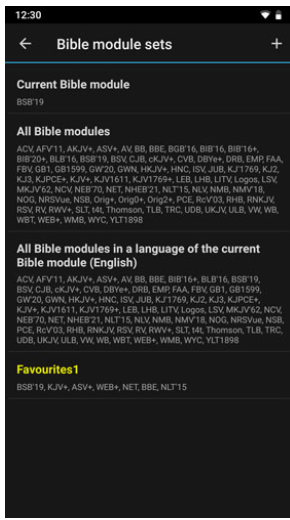 12:30
Bible module sets
Current Bible module
BSB'19
All Bible modules
ACV, AFV'11, AKJV+, ASV+, AV, BB, BBE, BGB'16, BIB'16, BIB'16+,
BIB'20+, BLB'16, BSB'19, BSV, CJB, cKJV+, CVB, DBYe+, DRB, EMP, FAA,
FBV, GB1, GB1599, GW'20, GWN, HKJV+, HNC, ISV, JUB, KJ'1769, KJ2,
KJ3, KJPCE+, KJV+, KJV1611, KJV1769+, LEB, LHB, LITV, Logos, LSV,
MKJV'62, NCV, NEB'70, NET, NHEB'21, NLT'15, NLV, NMB, NMV'18,
NOG, NRSVue, NSB, Orig+, Orig0+, Orig2+, PCE, RcV'03, RHB, RNKJV,
RSV, RV, RWV+, SLT, t4t, Thomson, TLB, TRC, UDB, UKJV, ULB, VW, WB,
WBT, WEB+, WMB, WYC, YLT1898
All Bible modules in a language of the current
Bible module (English)
ACV, AFV'11, AKJV+, ASV+, AV, BB, BBE, BIB'16+, BLB'16, BSB'19,
BSV, CJB, cKJV+, CVB, DBYe+, DRB, EMP, FAA, FBV, GB1, GB1599,
GW'20, GWN, HKJV+, HNC, ISV, JUB, KJ'1769, KJ2, KJ3, KJPCE+,
KJV+, KJV1611, KJV1769+, LEB, LHB, LITV, Logos, LSV, MKJV'62, NCV,
NEB'70, NET, NHEB'21, NLT'15, NLV, NMB, NMV'18, NOG, NRSVue, NSB,
PCE, RcV'03, RHB, RNKJV, RSV, RV, RWV+, SLT, t4t, Thomson, TLB, TRC,
UDB, UKJV, ULB, VW, WB, WBT, WEB+, WMB, WYC, YLT1898
Favourites1
BSB'19, KJV+, ASV+, WEB+, NET, BBE, NLT'15